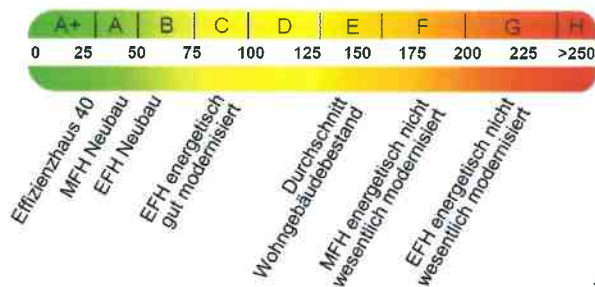 A+ A B C D E F G H
0 25 50 75 100 125 150 175 200 225 >250
Effizienzhaus 40
MFH Neubau
EFH Neubau
EFH energetisch
gut modernisiert
Durchschnitt
Wohngebäudebestand
MFH energetisch nicht
wesentlich modernisiert
EFH energetisch nicht
wesentlich modernisiert